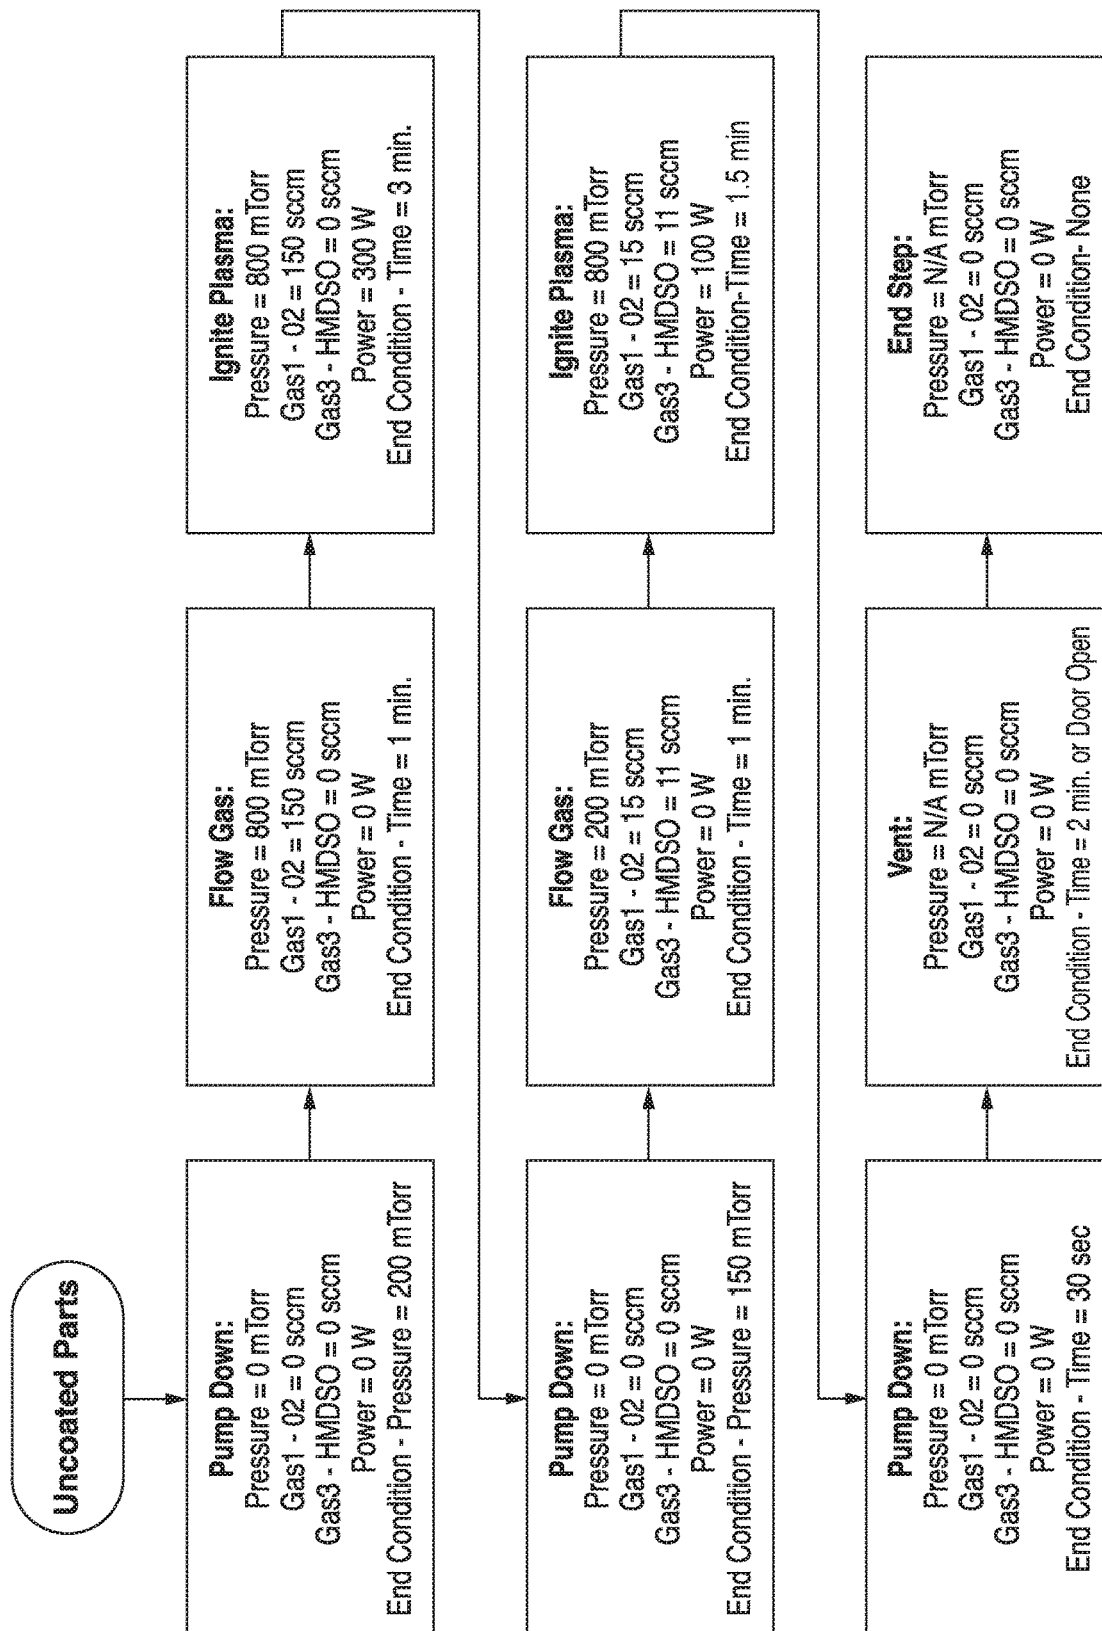 Uncoated Parts
Pump Down:
Pressure = 0 mTorr
Gas1 - 02 = 0 sccm
Gas3 - HMDSO = 0 sccm
Power = 0 W
End Condition - Pressure = 200 mTorr
Flow Gas:
Pressure = 800 mTorr
Gas1 - 02 = 150 sccm
Gas3 - HMDSO = 0 sccm
Power = 0 W
End Condition - Time = 1 min.
Ignite Plasma:
Pressure = 800 mTorr
Gas1 - 02 = 150 sccm
Gas3 - HMDSO = 0 sccm
Power = 300 W
End Condition - Time = 3 min.
Pump Down:
Pressure = 0 mTorr
Gas1 - 02 = 0 sccm
Gas3 - HMDSO = 0 sccm
Power = 0 W
End Condition - Pressure = 150 mTorr
Flow Gas:
Pressure = 200 mTorr
Gas1 - 02 = 15 sccm
Gas3 - HMDSO = 11 sccm
Power = 0 W
End Condition - Time = 1 min.
Ignite Plasma:
Pressure = 800 mTorr
Gas1 - 02 = 15 sccm
Gas3 - HMDSO = 11 sccm
Power = 100 W
End Condition-Time = 1.5 min
Pump Down:
Pressure = 0 mTorr
Gas1 - 02 = 0 sccm
Gas3 - HMDSO = 0 sccm
Power = 0 W
End Condition - Time = 30 sec
Vent:
Pressure = N/A mTorr
Gas1 - 02 = 0 sccm
Gas3 - HMDSO = 0 sccm
Power = 0 W
End Condition - Time = 2 min. or Door Open
End Step:
Pressure = N/A mTorr
Gas1 - 02 = 0 sccm
Gas3 - HMDSO = 0 sccm
Power = 0 W
End Condition- None